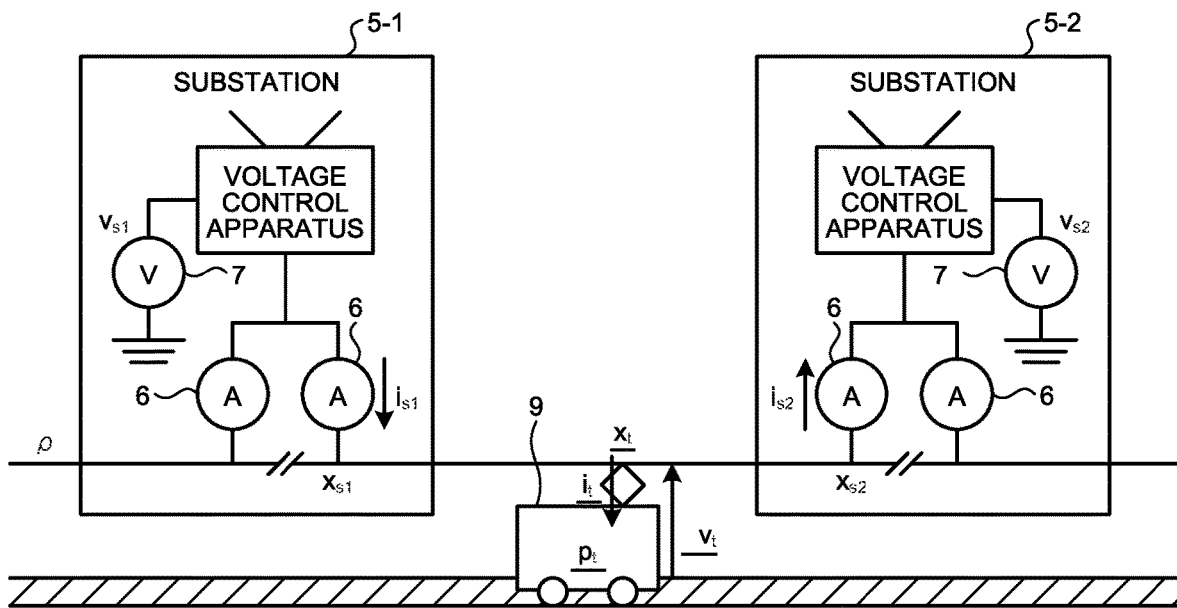 5-1
SUBSTATION
VOLTAGE
CONTROL
APPARATUS
vs1
V
7
6
6
A
A
is1
ρ
xs1
5-2
SUBSTATION
VOLTAGE
CONTROL
APPARATUS
vs2
V
7
6
is2
A
A
6
xs2
9
xt
it
pt
vt